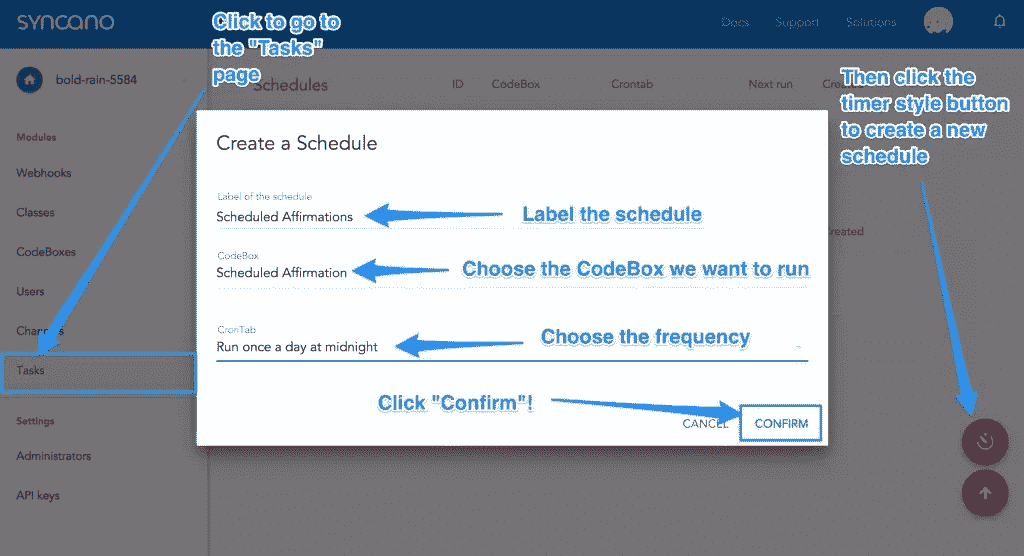 syncano
Click to go to
the "Tasks"
page
Docs
Support
Solutions
bold-rain-5584
Schedules
ID
CodeBox
Crontab
Next run
Then click the
timer style button
to create a new
schedule
Modules
Webhooks
Classes
CodeBoxes
Users
Tasks
Settings
Administrators
API keys
Create a Schedule
Label of the schedule
Scheduled Affirmations
Label the schedule
CodeBox
Scheduled Affirmation
Choose the CodeBox we want to run
CronTab
Run once a day at midnight
Choose the frequency
Click "Confirm"!
CANCEL
CONFIRM